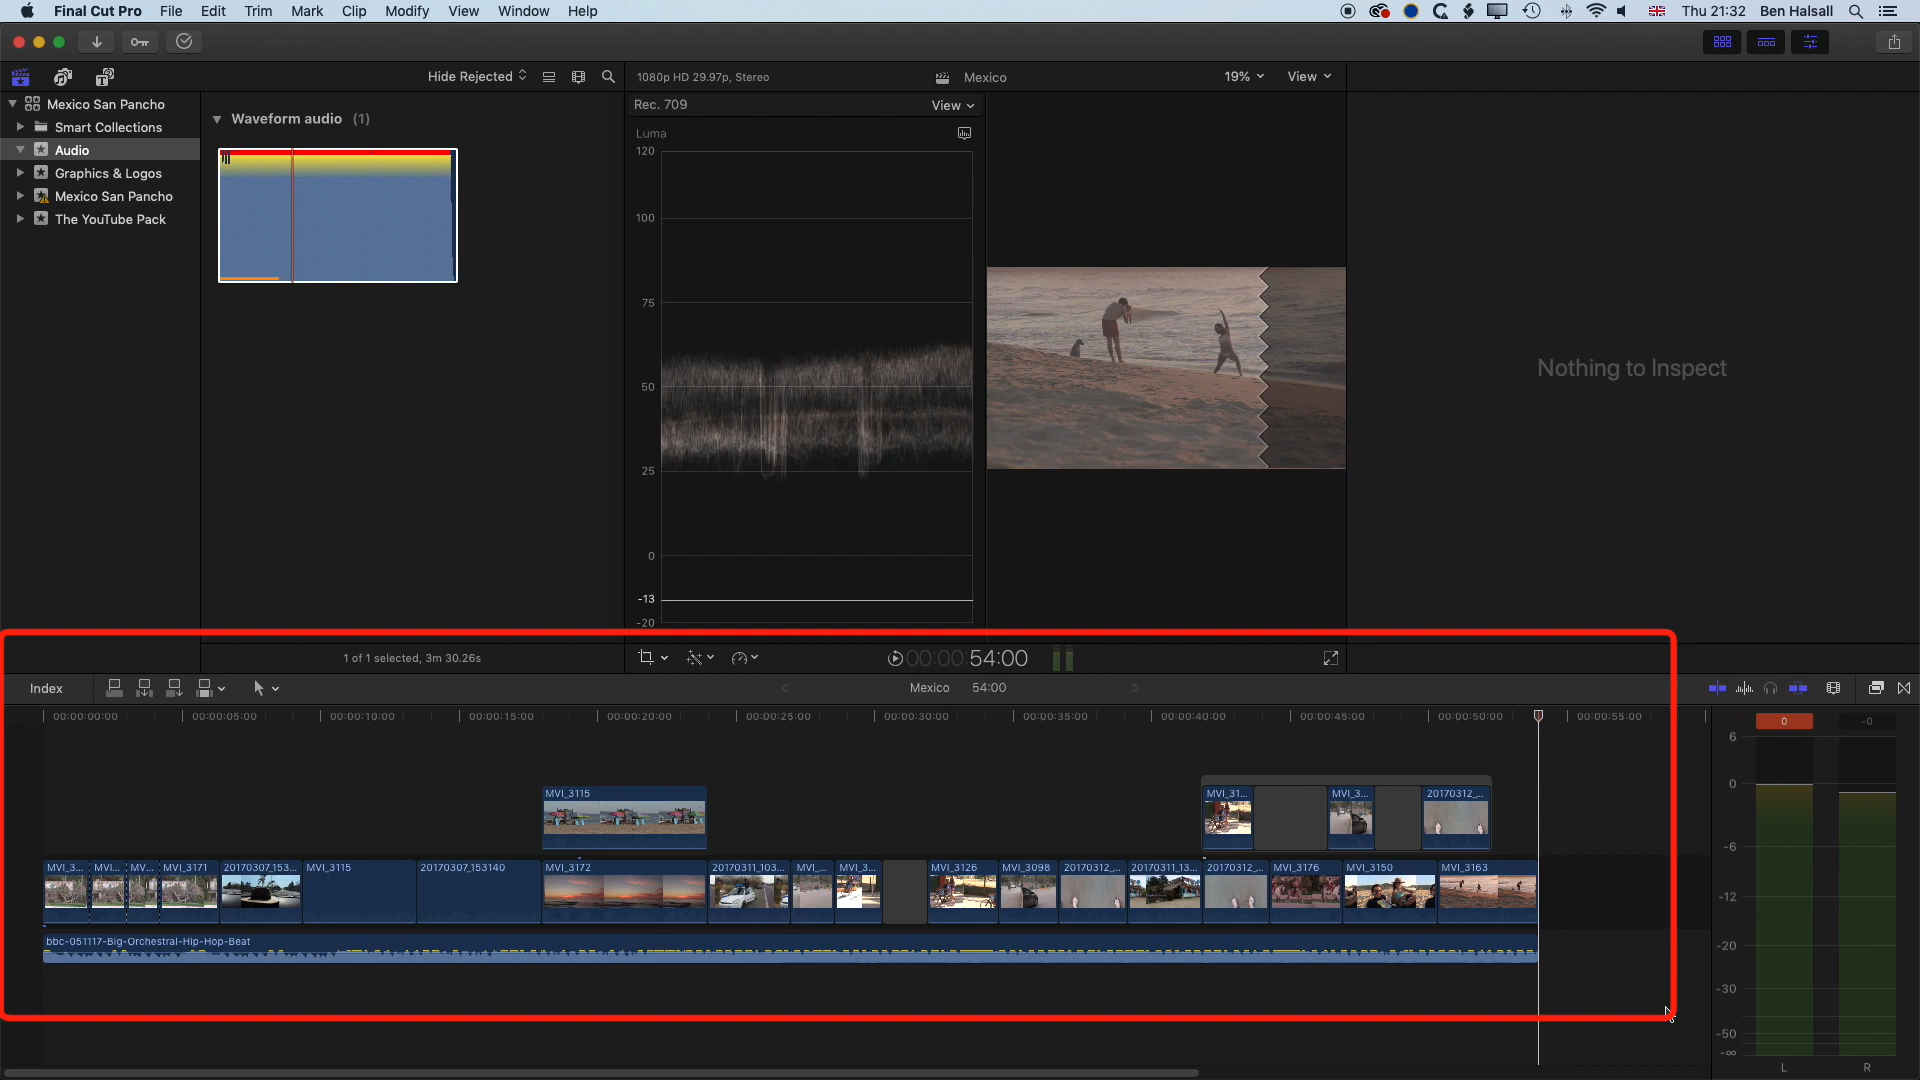 Final Cut Pro File Edit Trim Mark Clip Modify View Window Help Thu 21:32 Ben Halsall
Hide Rejected 1080p HD 29.97p, Stereo Mexico 19% View
Mexico San Pancho
Smart Collections
Audio
Graphics & Logos
Mexico San Pancho
The YouTube Pack
Waveform audio (1)
Rec. 709 View
Luma
120
100
75
50
25
0
-13
-20
Nothing to Inspect
1 of 1 selected, 3m 30.26s
00:00:00:54:00
Index Mexico 54:00
00:00:00:00 00:00:05:00 00:00:10:00 00:00:15:00 00:00:20:00 00:00:25:00 00:00:30:00 00:00:35:00 00:00:40:00 00:00:45:00 00:00:50:00 00:00:55:00
MVI_3115 MVI_31... MVI_3... 20170312_...
MVI_3... MVI... MV... MVI_3171 20170307_153... MVI_3115 20170307_153140 MVI_3172 20170311_103... MVI_... MVI_3... MVI_3126 MVI_3098 20170312_... 20170311_13... 20170312_... MVI_3176 MVI_3150 MVI_3163
bbc-051117-Big-Orchestral-Hip-Hop-Beat
0 -0
6
0
-6
-12
-20
-30
-50
-∞
L R